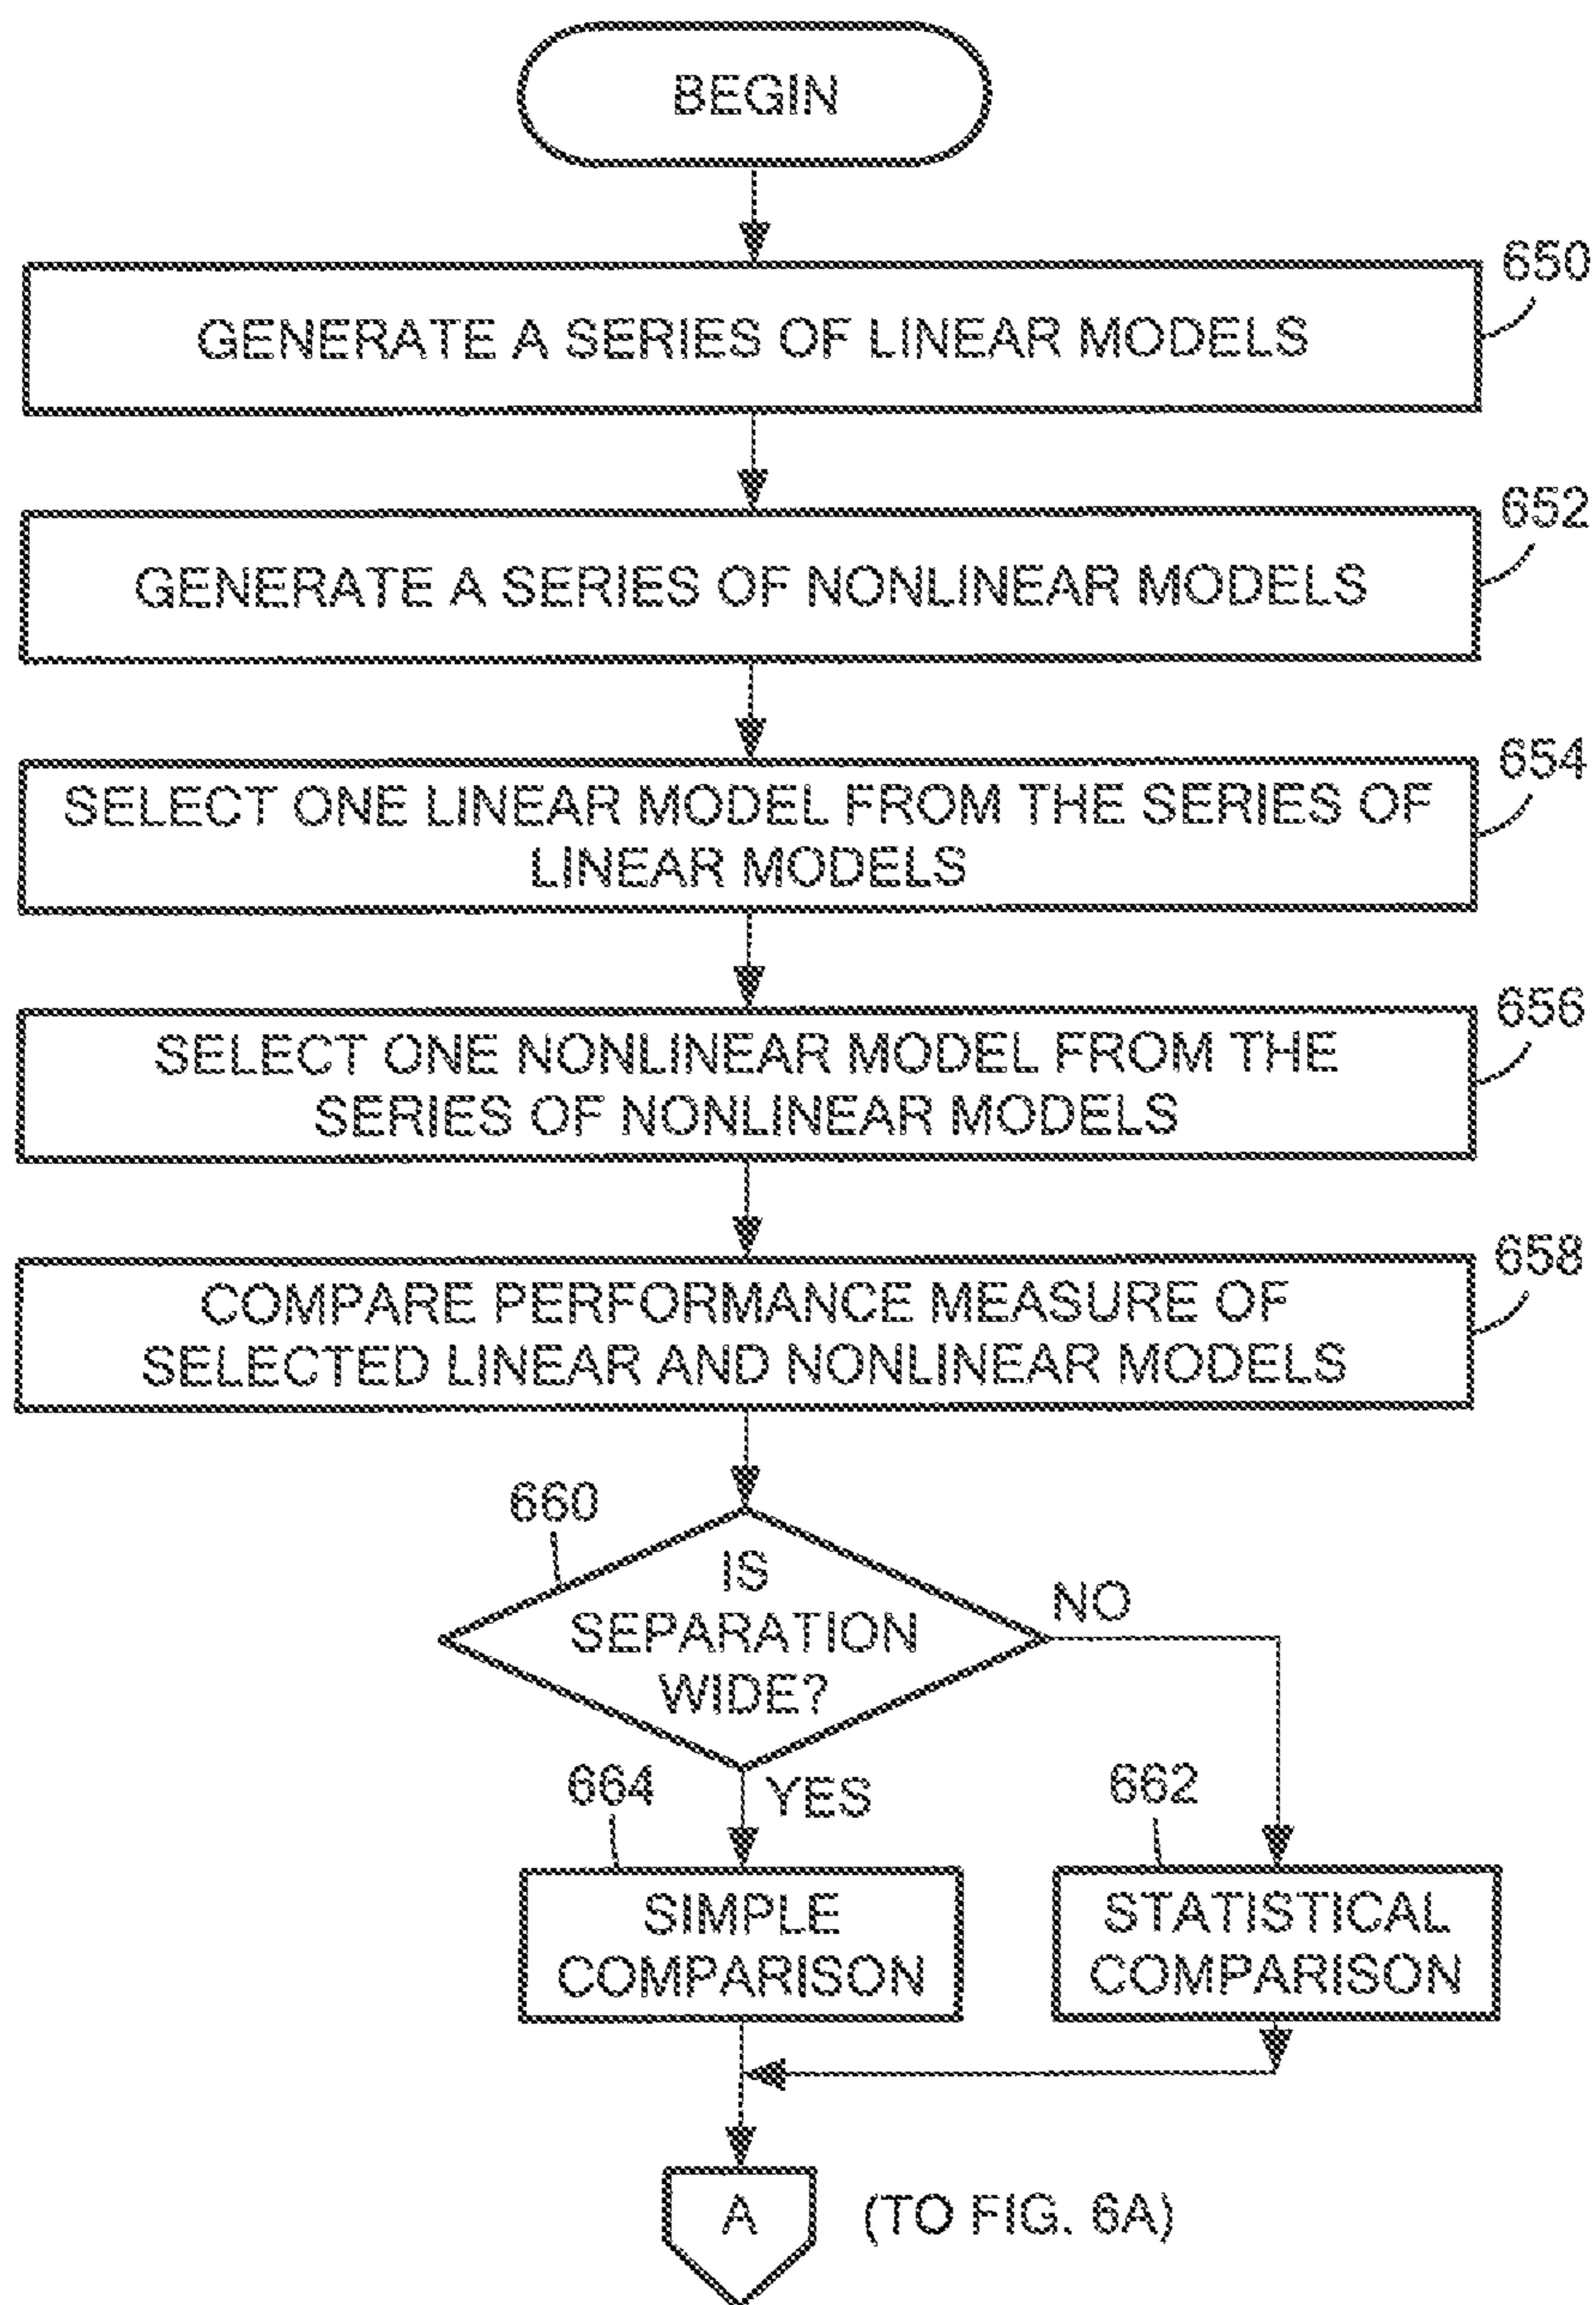 BEGIN
650
GENERATE A SERIES OF LINEAR MODELS
652
GENERATE A SERIES OF NONLINEAR MODELS
654
SELECT ONE LINEAR MODEL FROM THE SERIES OF
LINEAR MODELS
656
SELECT ONE NONLINEAR MODEL FROM THE
SERIES OF NONLINEAR MODELS
658
COMPARE PERFORMANCE MEASURE OF
SELECTED LINEAR AND NONLINEAR MODELS
660
IS
SEPARATION
WIDE?
NO
YES
664
SIMPLE
COMPARISON
662
STATISTICAL
COMPARISON
A
(TO FIG. 6A)